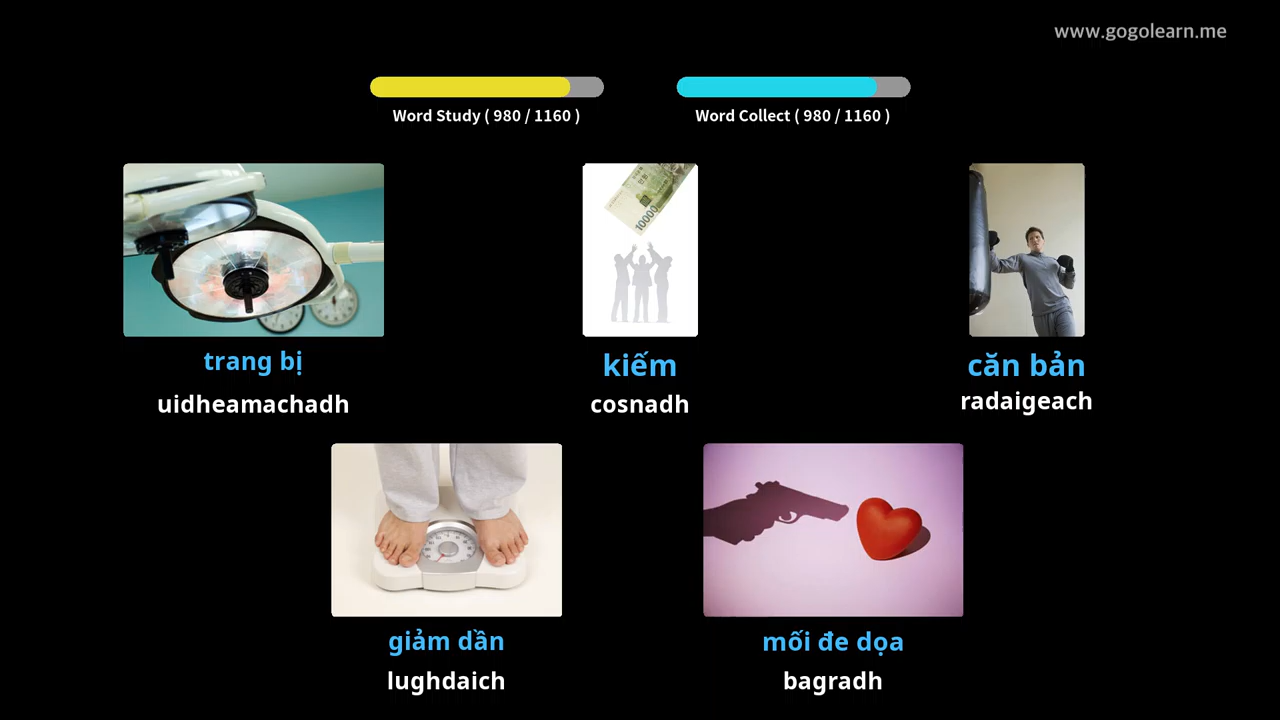 www.gogolearn.me
Word Study ( 980 / 1160 )
Word Collect ( 980 / 1160 )
10000
trang bị
kiếm
căn bản
uidheamachadh
cosnadh
radaigeach
giảm dần
mối đe dọa
lughdaich
bagradh